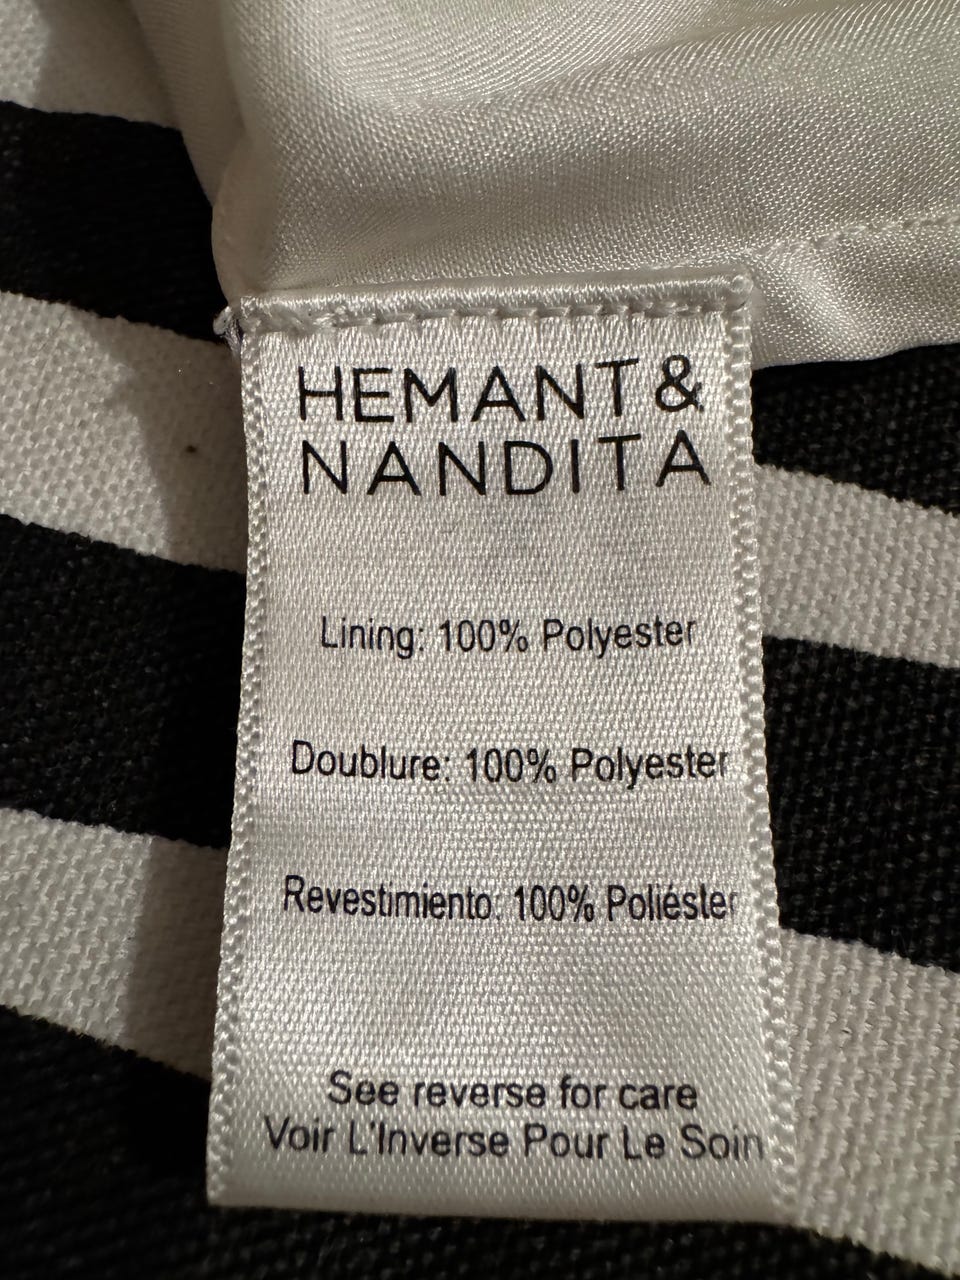 HEMANT &
NANDITA
Lining: 100% Polyester
Doublure: 100% Polyester
Revestimiento: 100% Poliéster
See reverse for care
Voir L'Inverse Pour Le Soin